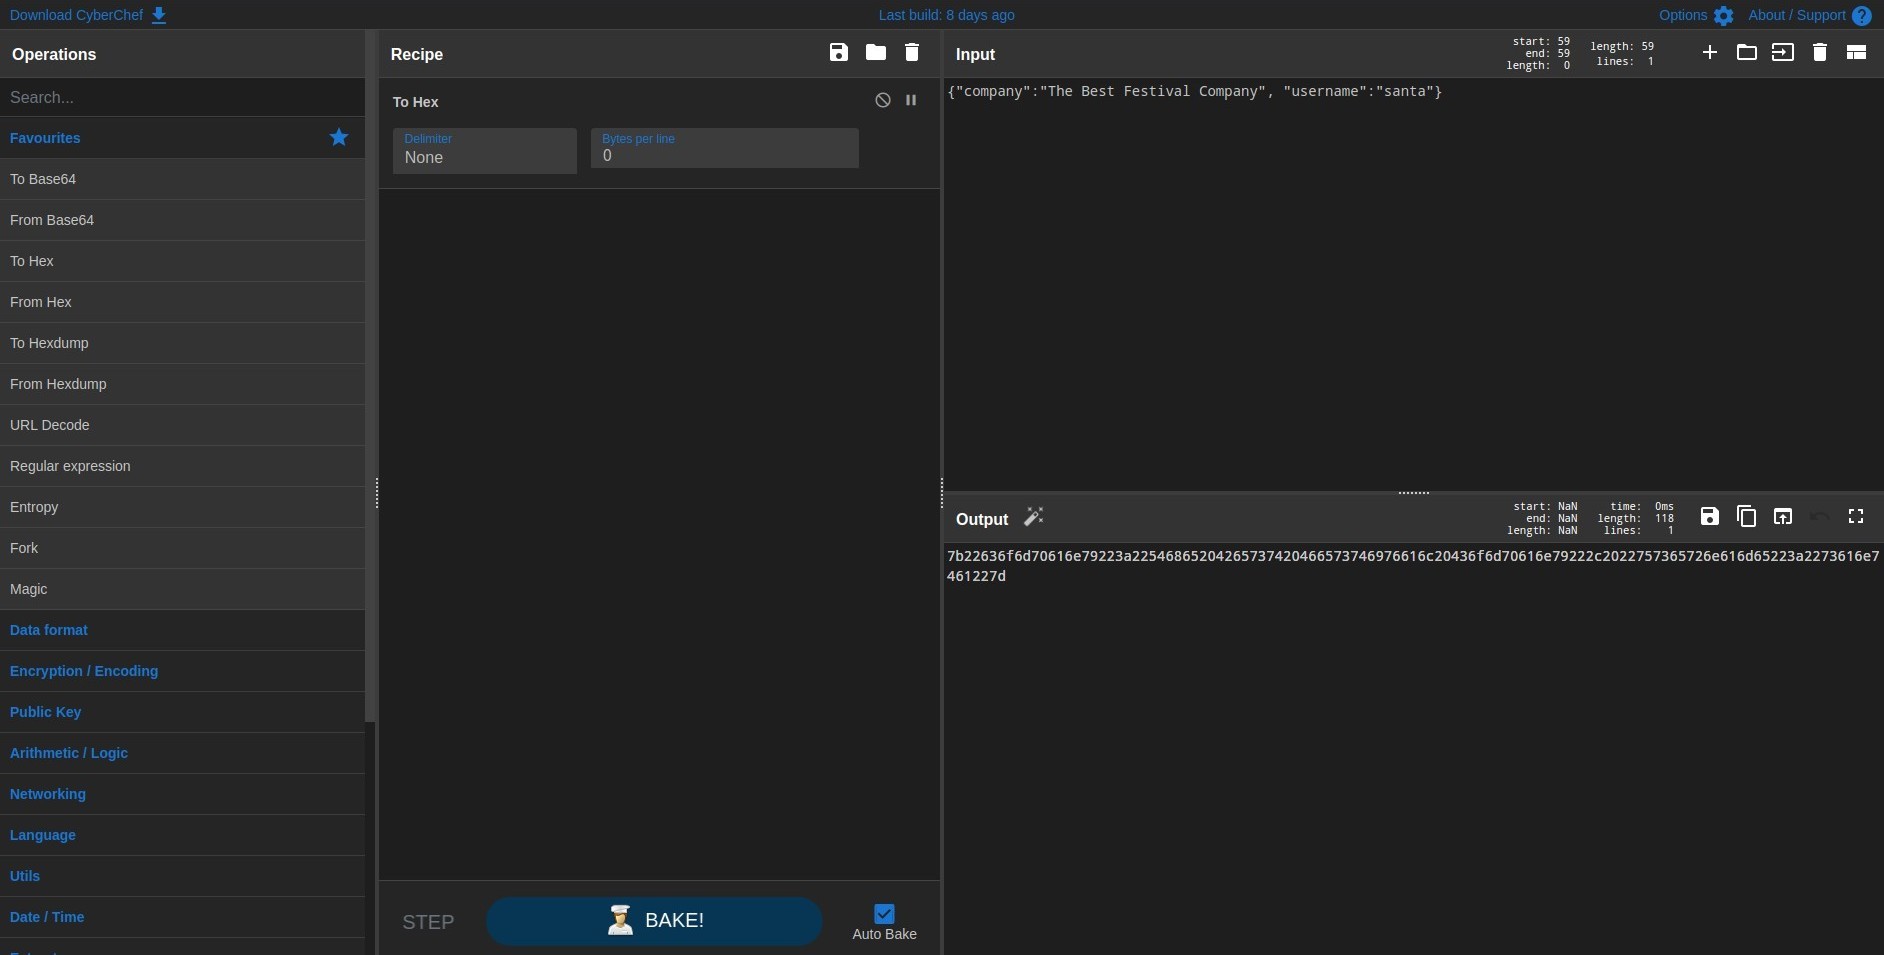 Download CyberChef
Last build: 8 days ago
Options
About / Support
Operations
Search...
Favourites
To Base64
From Base64
To Hex
From Hex
To Hexdump
From Hexdump
URL Decode
Regular expression
Entropy
Fork
Magic
Data format
Encryption / Encoding
Public Key
Arithmetic / Logic
Networking
Language
Utils
Date / Time
Recipe
To Hex
Delimiter
None
Bytes per line
0
STEP
BAKE!
Auto Bake
Input
start: 59
end: 59
length: 0
length: 59
lines: 1
{"company":"The Best Festival Company", "username":"santa"}
Output
start: NaN
end: NaN
length: NaN
time: 0ms
length: 118
lines: 1
7b22636f6d70616e79223a22546865204265737420466573746976616c20436f6d70616e79222c2022757365726e616d65223a2273616e7
461227d